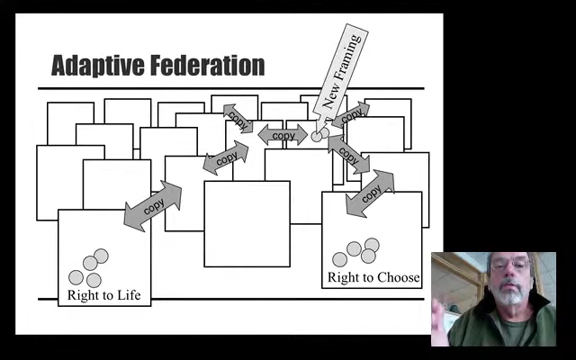 Adaptive Federation
New Framing
copy
copy
copy
copy
copy
copy
copy
Right to Life
Right to Choose